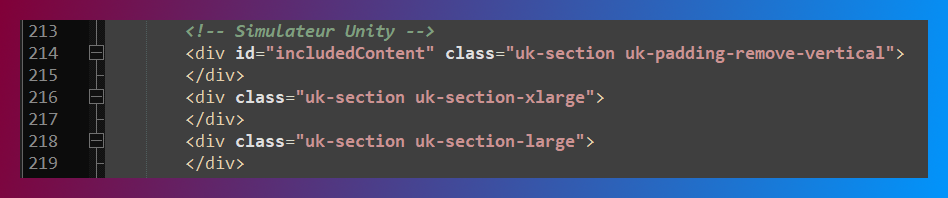 213 <!-- Simulateur Unity -->
214 <div id="includedContent" class="uk-section uk-padding-remove-vertical">
215 </div>
216 <div class="uk-section uk-section-xlarge">
217 </div>
218 <div class="uk-section uk-section-large">
219 </div>